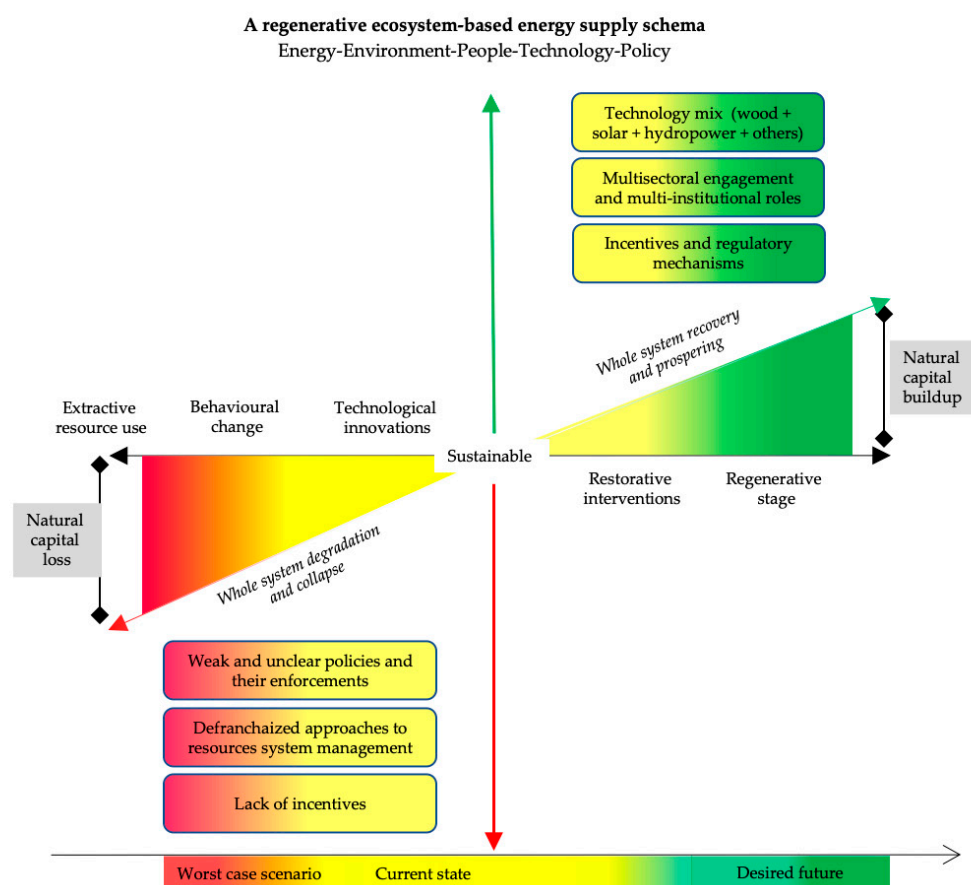 A regenerative ecosystem-based energy supply schema
Energy-Environment-People-Technology-Policy
Technology mix (wood +
solar + hydropower + others)
Multisectoral engagement
and multi-institutional roles
Incentives and regulatory
mechanisms
Whole system recovery
and prospering
Natural
capital
buildup
Extractive
resource use
Behavioural
change
Technological
innovations
Sustainable
Restorative
interventions
Regenerative
stage
Natural
capital
loss
Whole system degradation
and collapse
Weak and unclear policies and
their enforcements
Defranchaized approaches to
resources system management
Lack of incentives
Worst case scenario
Current state
Desired future